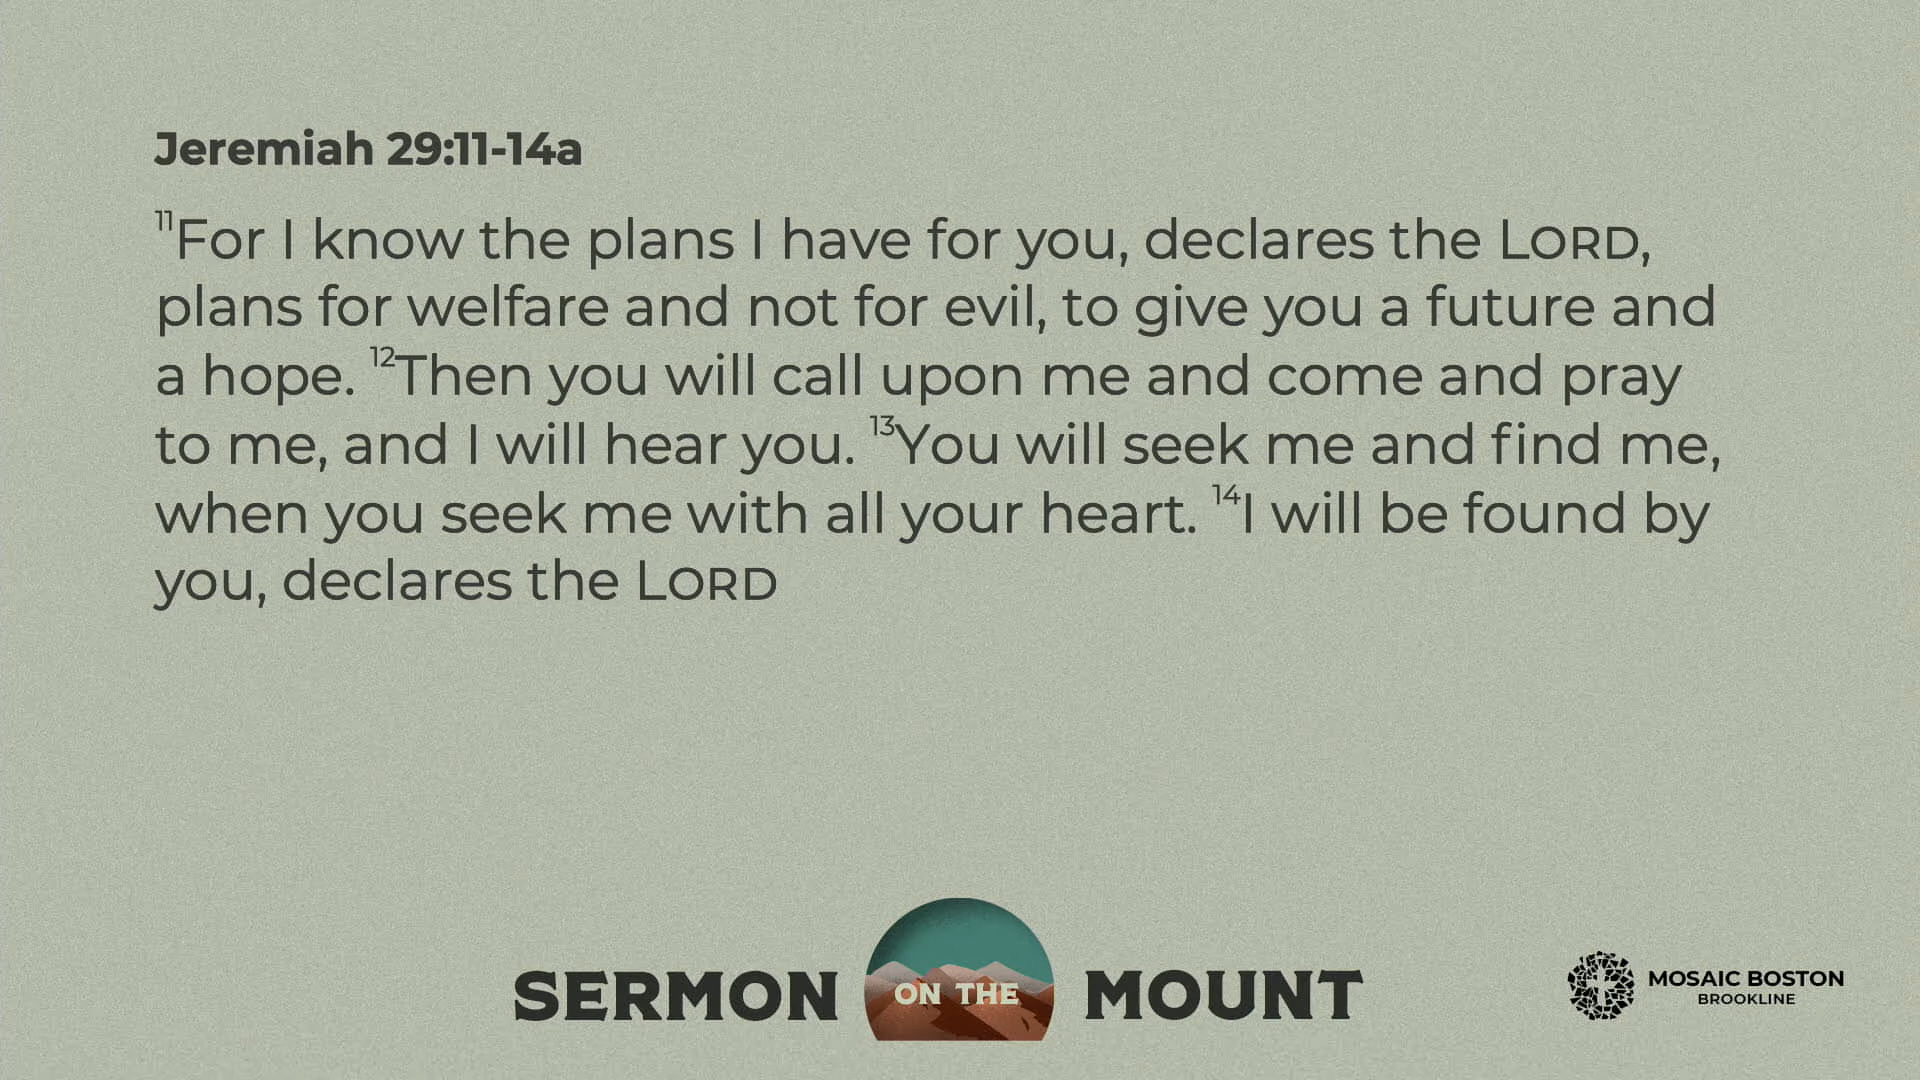 Jeremiah 29:11-14a
¹¹For I know the plans I have for you, declares the LORD,
plans for welfare and not for evil, to give you a future and
a hope. ¹²Then you will call upon me and come and pray
to me, and I will hear you. ¹³You will seek me and find me,
when you seek me with all your heart. ¹⁴I will be found by
you, declares the LORD
SERMON ON THE MOUNT
MOSAIC BOSTON
BROOKLINE